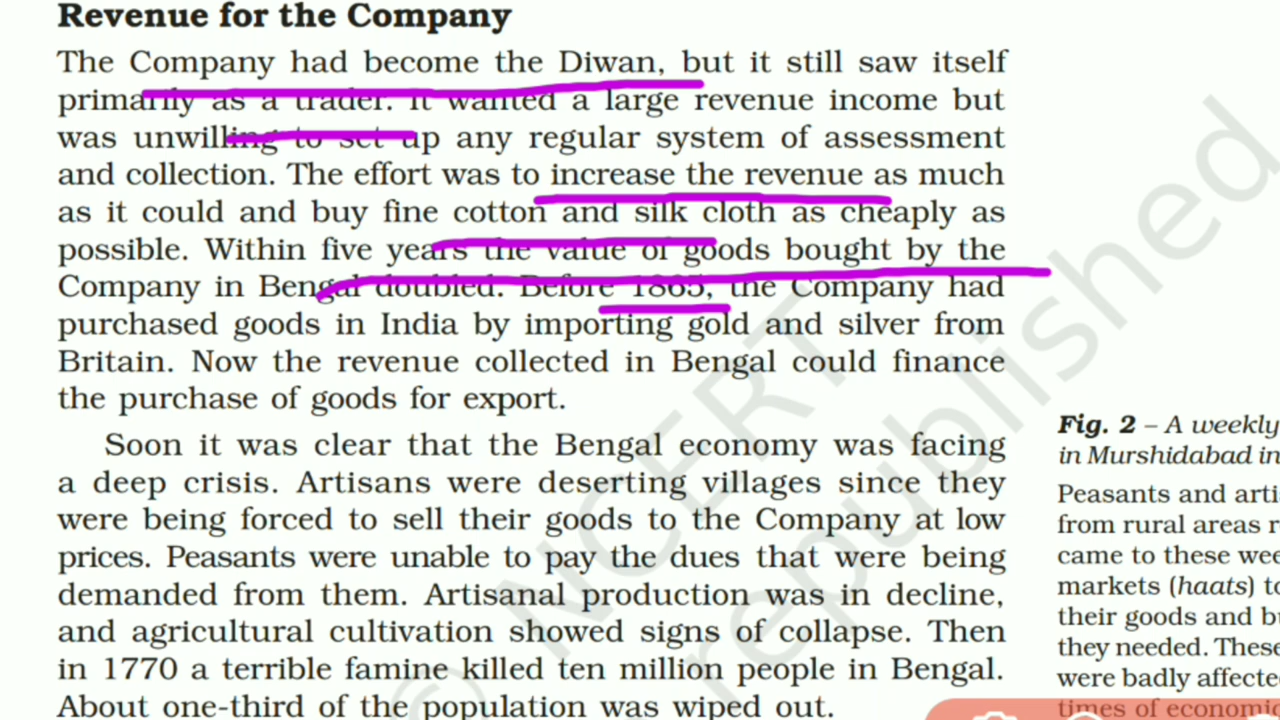 Revenue for the Company
The Company had become the Diwan, but it still saw itself
primarily as a trader. It wanted a large revenue income but
was unwilling to set up any regular system of assessment
and collection. The effort was to increase the revenue as much
as it could and buy fine cotton and silk cloth as cheaply as
possible. Within five years the value of goods bought by the
Company in Bengal doubled. Before 1865, the Company had
purchased goods in India by importing gold and silver from
Britain. Now the revenue collected in Bengal could finance
the purchase of goods for export.
Soon it was clear that the Bengal economy was facing
a deep crisis. Artisans were deserting villages since they
were being forced to sell their goods to the Company at low
prices. Peasants were unable to pay the dues that were being
demanded from them. Artisanal production was in decline,
and agricultural cultivation showed signs of collapse. Then
in 1770 a terrible famine killed ten million people in Bengal.
About one-third of the population was wiped out.
Fig. 2 – A weekly
in Murshidabad in
Peasants and arti
from rural areas r
came to these wee
markets (haats) to
their goods and bu
they needed. These
were badly affecte
times of economic
© NCERT
republished